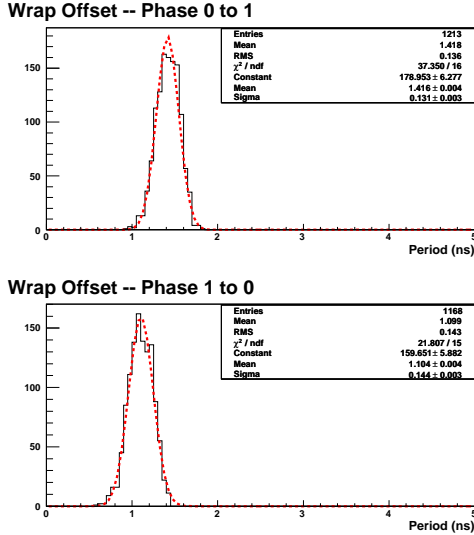 Wrap Offset -- Phase 0 to 1
Entries 1213
Mean 1.418
RMS 0.136
χ² / ndf 37.350 / 16
Constant 178.953 ± 6.277
Mean 1.416 ± 0.004
Sigma 0.131 ± 0.003
150
100
50
0
0 1 2 3 4 5
Period (ns)
Wrap Offset -- Phase 1 to 0
Entries 1168
Mean 1.099
RMS 0.143
χ² / ndf 21.807 / 15
Constant 159.651 ± 5.882
Mean 1.104 ± 0.004
Sigma 0.144 ± 0.003
150
100
50
0
0 1 2 3 4 5
Period (ns)